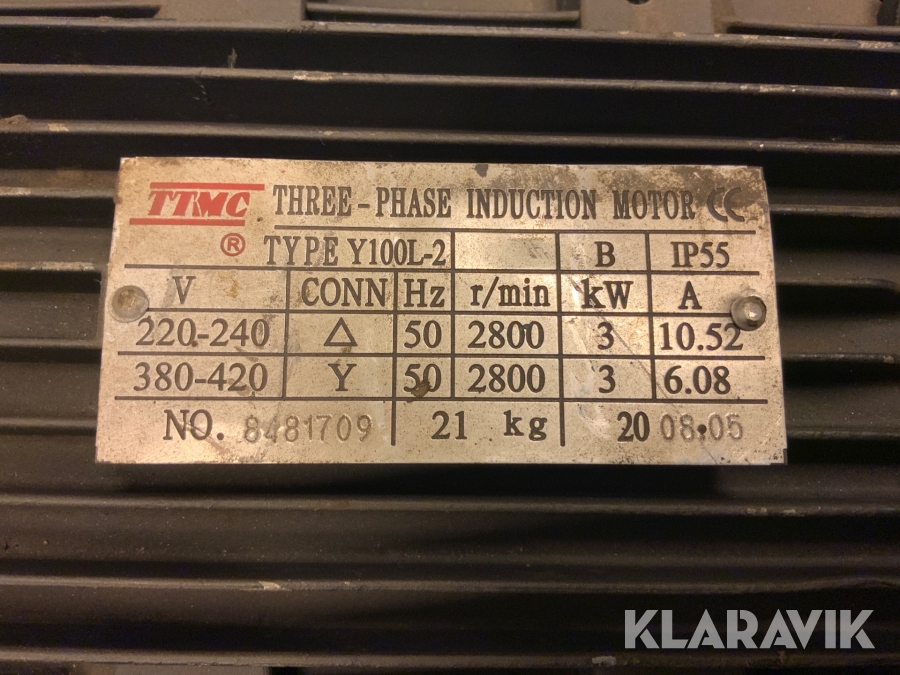 TTMC THREE-PHASE INDUCTION MOTOR CE
® TYPE Y100L-2 B IP55
V CONN Hz r/min kW A
220-240 △ 50 2800 3 10.52
380-420 Y 50 2800 3 6.08
NO. 8481709 21 kg 20 08.05
KLARAVIK